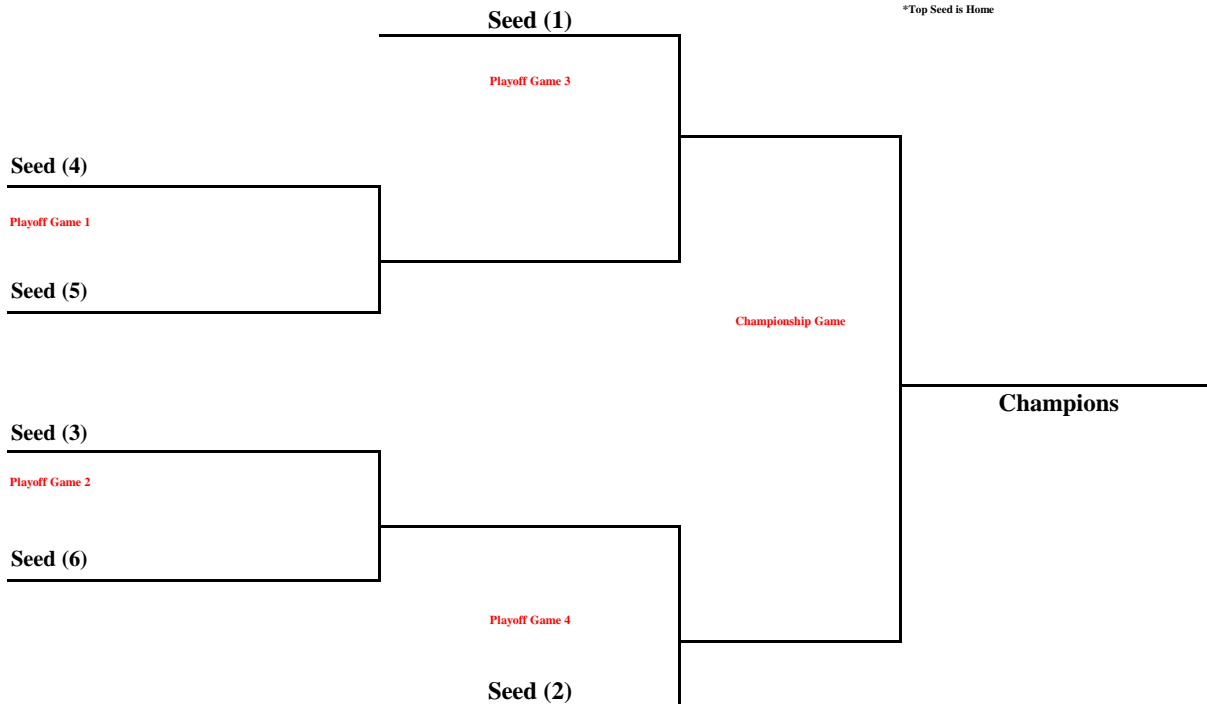 *Top Seed is Home
Seed (1)
Playoff Game 3
Seed (4)
Playoff Game 1
Seed (5)
Championship Game
Champions
Seed (3)
Playoff Game 2
Seed (6)
Playoff Game 4
Seed (2)